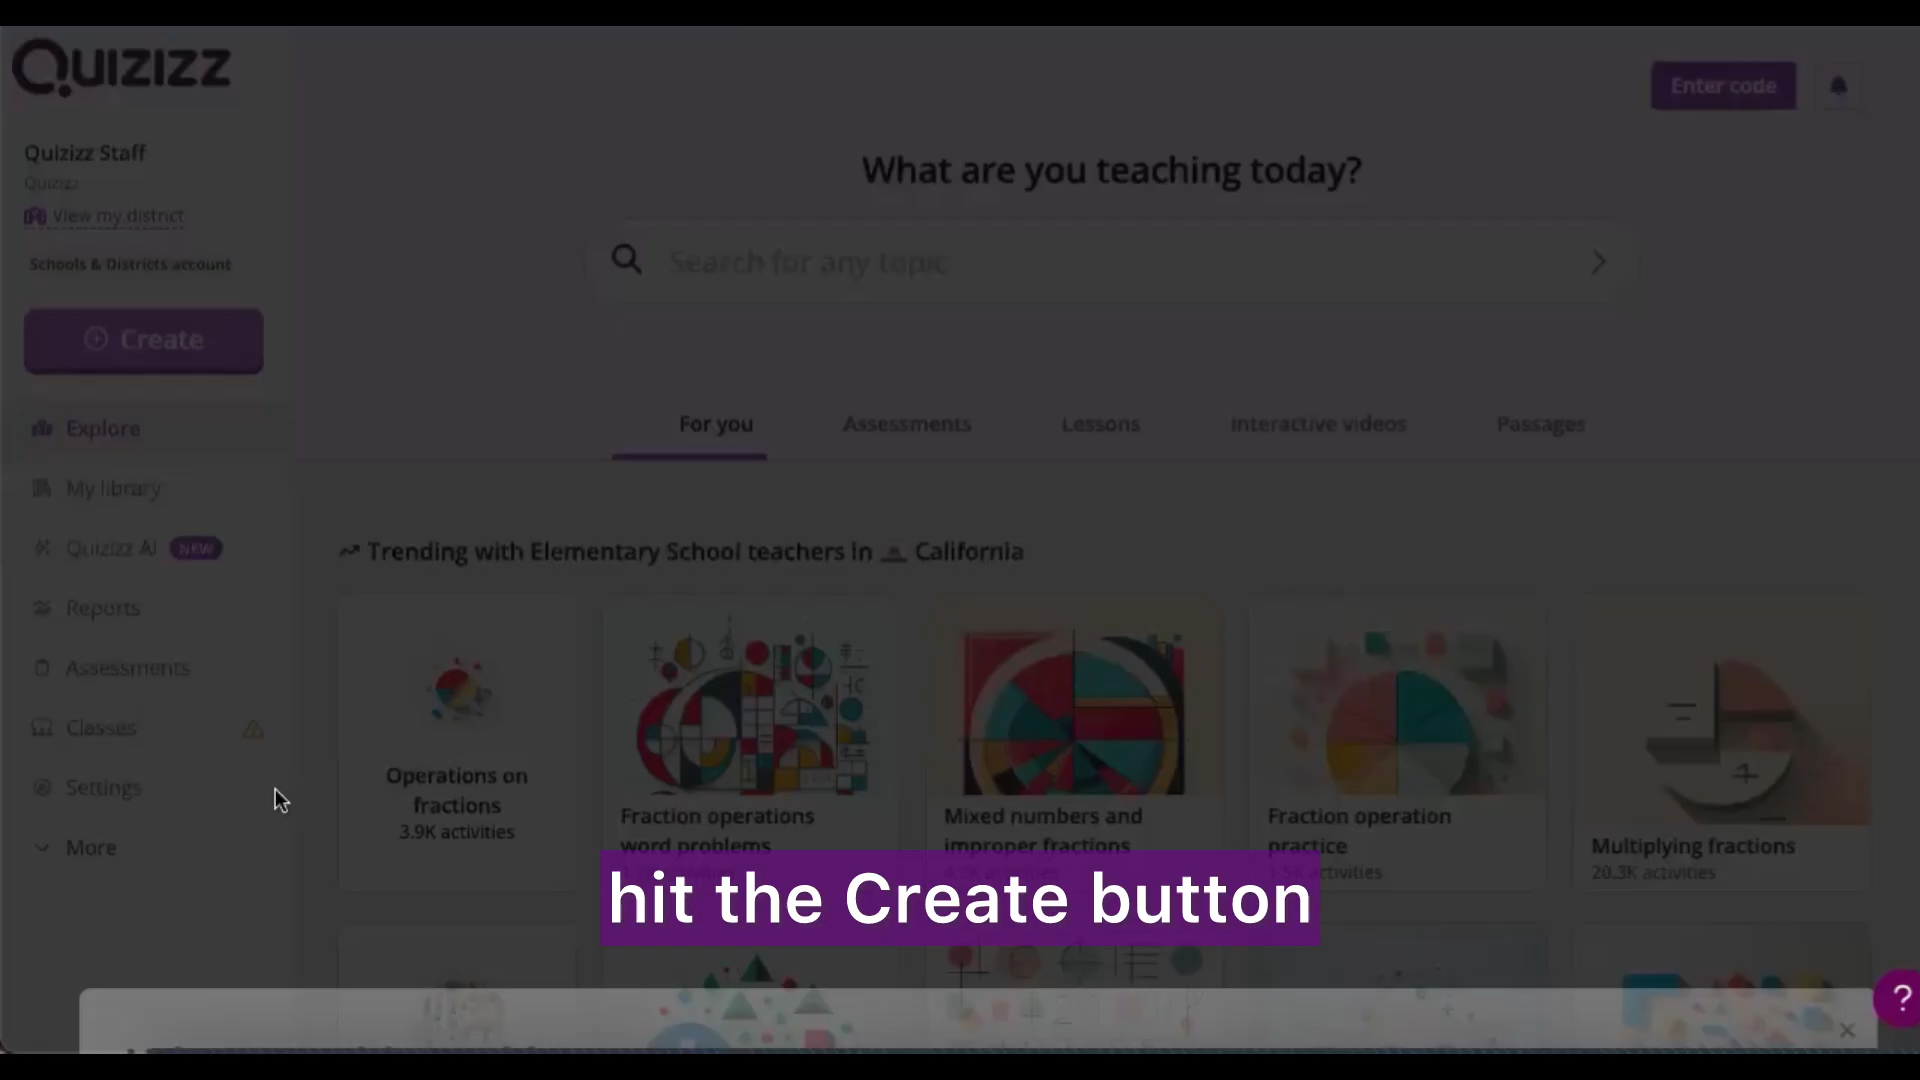 Quizizz
Enter code
Quizizz Staff
Quizizz
View my district
Schools & Districts account
What are you teaching today?
Search for any topic
Create
For you
Assessments
Lessons
Interactive videos
Passages
Explore
My library
Quizizz AI NEW
Reports
Assessments
Classes
Settings
More
Trending with Elementary School teachers in California
Operations on
fractions
3.9K activities
Fraction operations
word problems
Mixed numbers and
improper fractions
Fraction operation
practice
1.5K activities
Multiplying fractions
20.3K activities
hit the Create button
?